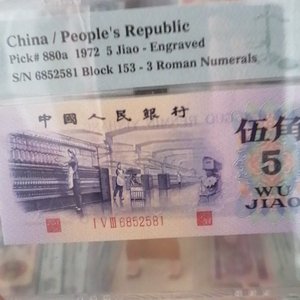 China / People's Republic
Pick# 880a 1972 5 Jiao - Engraved
S/N 6852581 Block 153 - 3 Roman Numerals
中國人民銀行
伍角
5
WU
JIAO
I V III 6852581